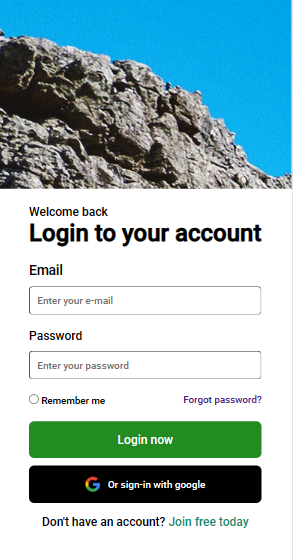 Welcome back
Login to your account
Email
Enter your e-mail
Password
Enter your password
Remember me Forgot password?
Login now
Or sign-in with google
Don't have an account? Join free today